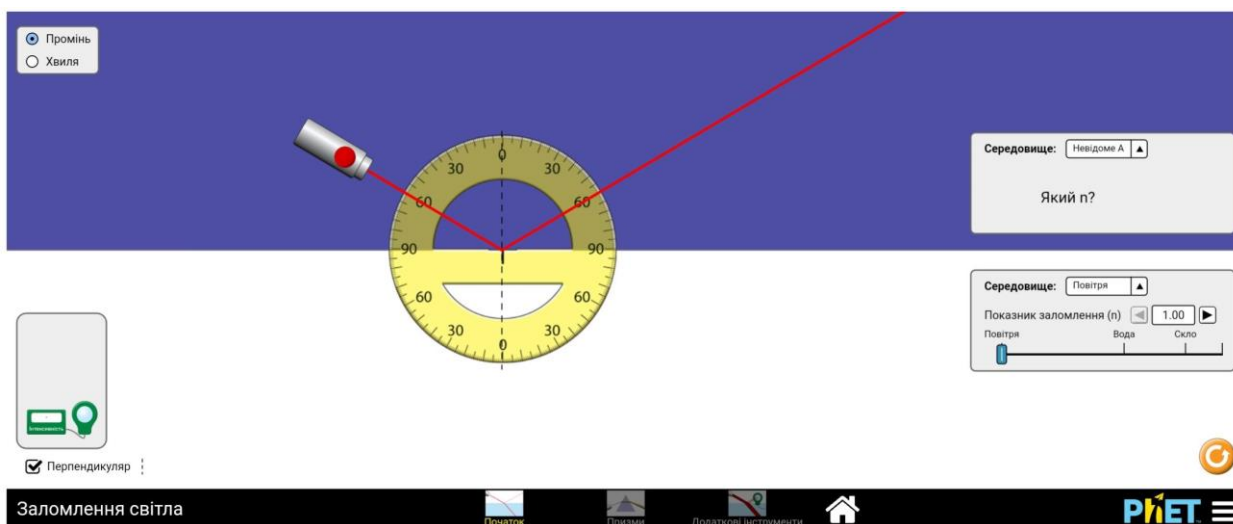 Промінь
Хвиля
Середовище: Невідоме А
Який n?
0
30 30
60 60
90 90
60 60
30 30
0
Середовище: Повітря
Показник заломлення (n) 1.00
Повітря Вода Скло
Інтенсивність
Перпендикуляр
Заломлення світла
Початок
Призми
Додаткові інструменти
PhET